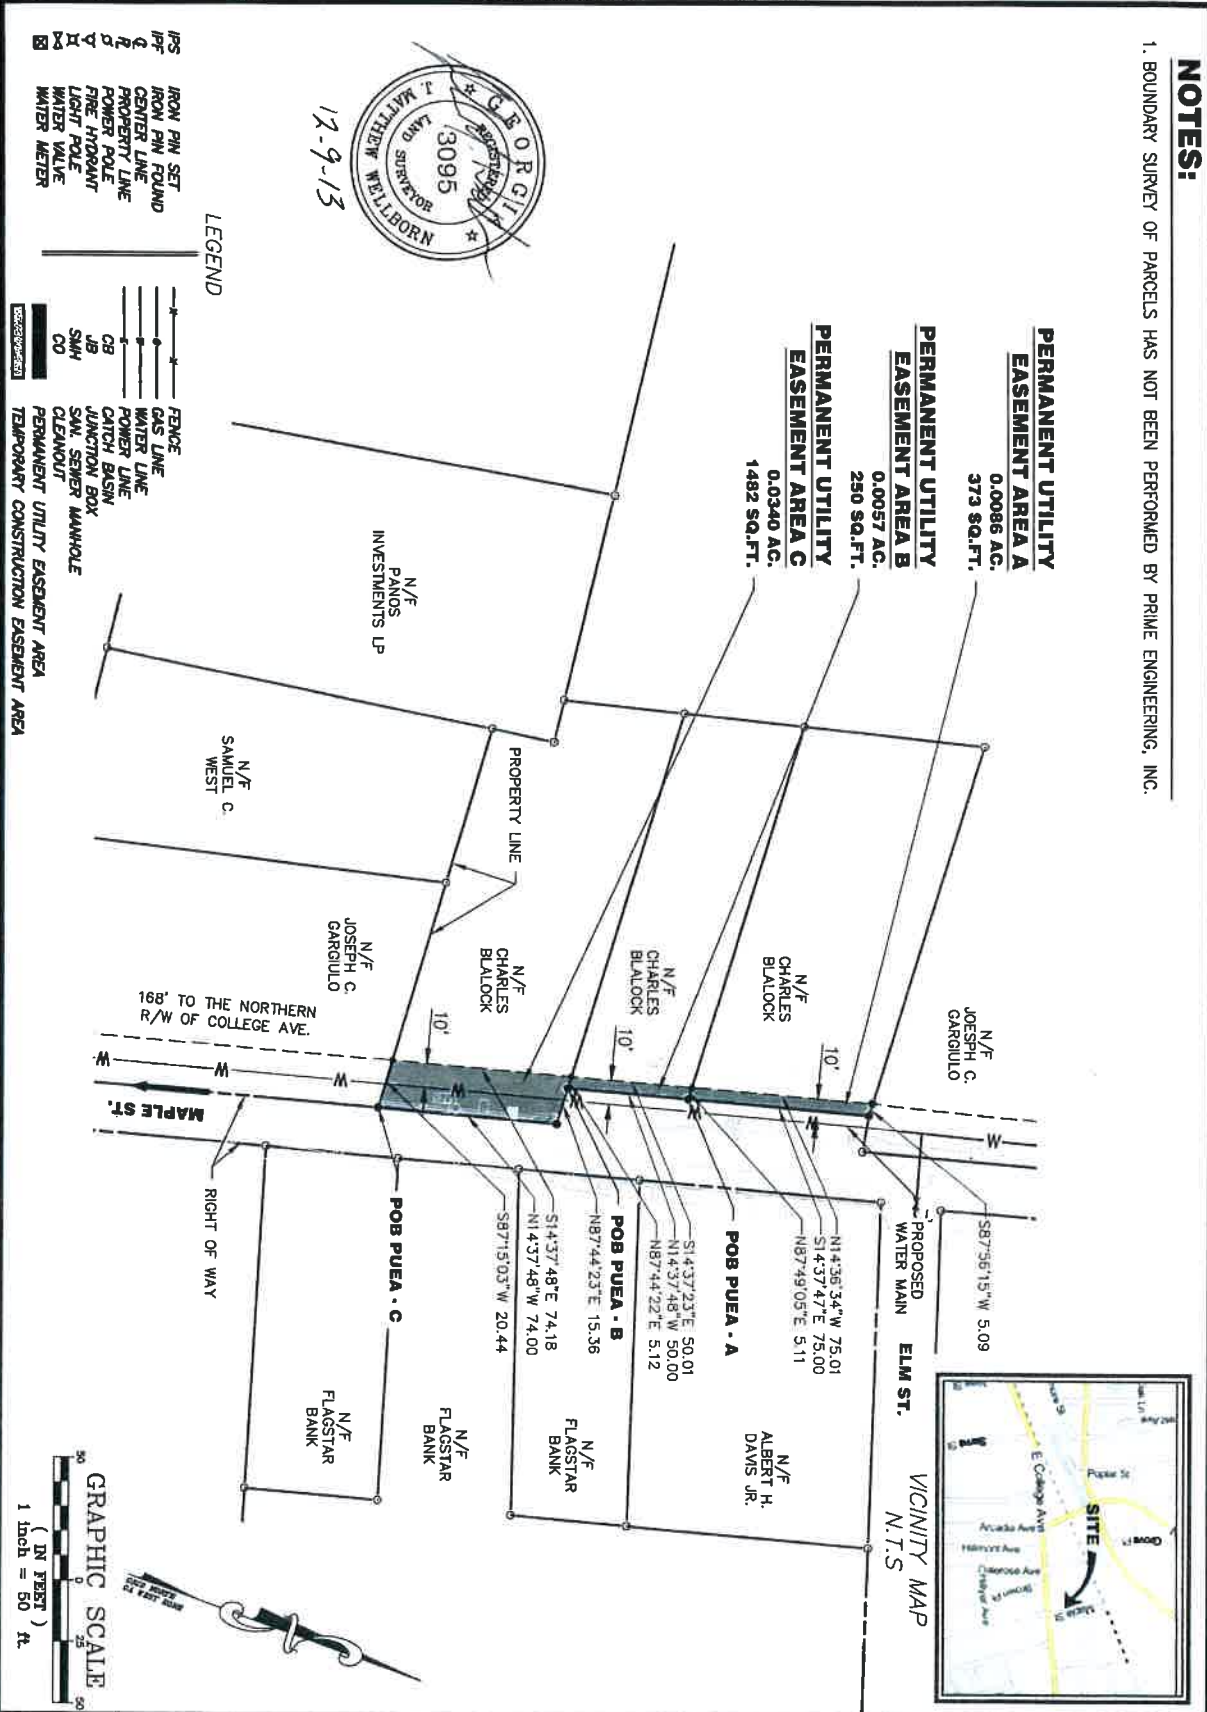 NOTES:
1. BOUNDARY SURVEY OF PARCELS HAS NOT BEEN PERFORMED BY PRIME ENGINEERING, INC.
PERMANENT UTILITY
EASEMENT AREA A
0.0086 AC.
373 SQ.FT.
PERMANENT UTILITY
EASEMENT AREA B
0.0057 AC.
250 SQ.FT.
PERMANENT UTILITY
EASEMENT AREA C
0.0340 AC.
1482 SQ.FT.
GEORGIA
REGISTERED
3095
LAND SURVEYOR
J. MATTHEW WELLBORN
12-9-13
N/F
JOESPH C.
GARGIULO
N/F
CHARLES
BLALOCK
N/F
CHARLES
BLALOCK
N/F
CHARLES
BLALOCK
PROPERTY LINE
N/F
PANOS
INVESTMENTS LP
N/F
SAMUEL C.
WEST
N/F
JOSEPH C.
GARGIULO
168' TO THE NORTHERN
R/W OF COLLEGE AVE.
10'
10'
10'
W
W
W
W
W
W
W
MAPLE ST.
RIGHT OF WAY
S87°56'15"W 5.09
PROPOSED
WATER MAIN
ELM ST.
N14°36'34"W 75.01
S14°37'47"E 75.00
N87°49'05"E 5.11
POB PUEA - A
S14°37'23"E 50.01
N14°37'48"W 50.00
N87°44'22"E 5.12
POB PUEA - B
N87°44'23"E 15.36
S14°37'48"E 74.18
N14°37'48"W 74.00
S87°15'03"W 20.44
POB PUEA - C
N/F
ALBERT H.
DAVIS JR.
N/F
FLAGSTAR
BANK
N/F
FLAGSTAR
BANK
N/F
FLAGSTAR
BANK
VICINITY MAP
N.T.S
SITE
E College Ave
Poplar St
Grove Pl
Arcadia Ave
Hillmont Ave
Maple St
LEGEND
IPS IRON PIN SET
IPF IRON PIN FOUND
CENTER LINE
PROPERTY LINE
POWER POLE
FIRE HYDRANT
LIGHT POLE
WATER VALVE
WATER METER
FENCE
GAS LINE
WATER LINE
POWER LINE
CB CATCH BASIN
JB JUNCTION BOX
SMH SAN. SEWER MANHOLE
CO CLEANOUT
PERMANENT UTILITY EASEMENT AREA
TEMPORARY CONSTRUCTION EASEMENT AREA
GRAPHIC SCALE
50 0 25 50
( IN FEET )
1 inch = 50 ft.